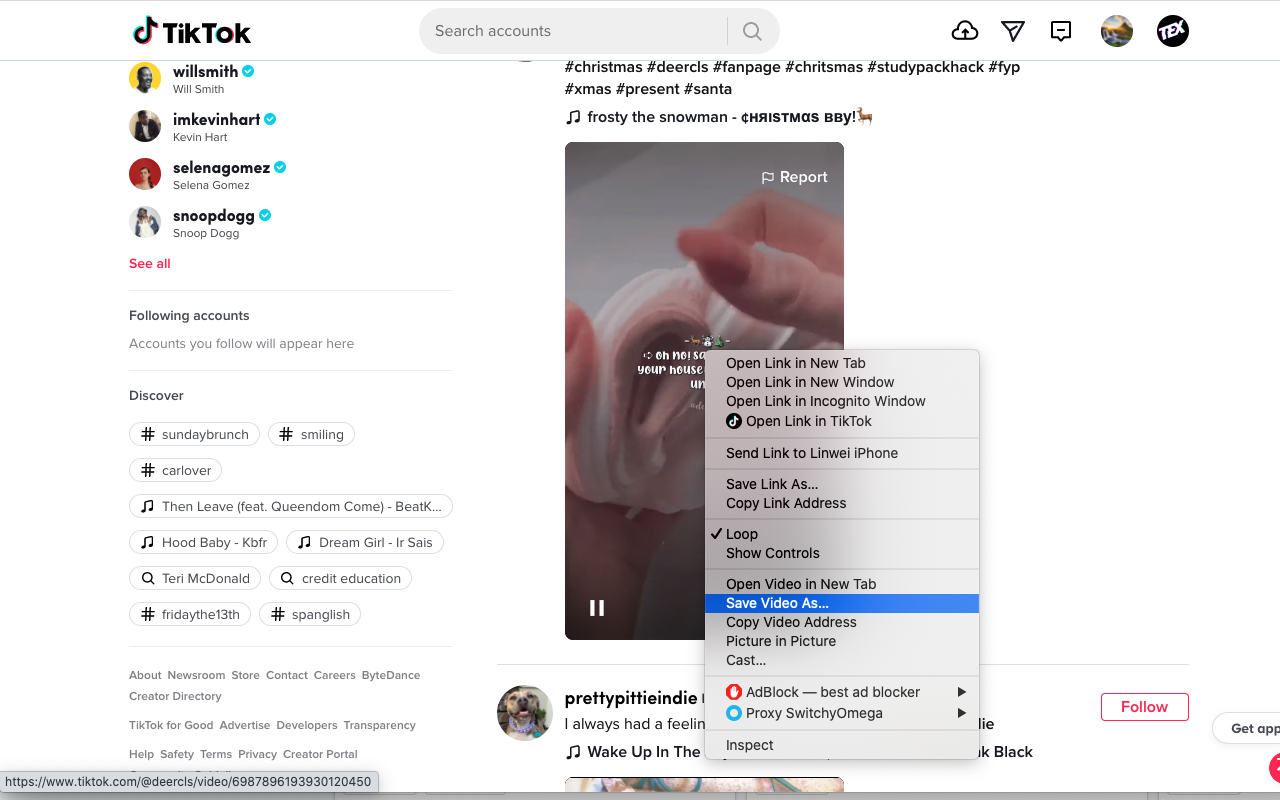 TikTok
Search accounts
TEX
willsmith
Will Smith
imkevinhart
Kevin Hart
selenagomez
Selena Gomez
snoopdogg
Snoop Dogg
See all
Following accounts
Accounts you follow will appear here
Discover
# sundaybrunch
# smiling
# carlover
Then Leave (feat. Queendom Come) - BeatK...
Hood Baby - Kbfr
Dream Girl - Ir Sais
Teri McDonald
credit education
# fridaythe13th
# spanglish
About Newsroom Store Contact Careers ByteDance
Creator Directory
TikTok for Good Advertise Developers Transparency
Help Safety Terms Privacy Creator Portal
https://www.tiktok.com/@deercls/video/6987896193930120450
#christmas #deercls #fanpage #chritsmas #studypackhack #fyp
#xmas #present #santa
frosty the snowman - ¢няιѕтмαѕ ввy!🦌
Report
oh no! sa
your house
un
Open Link in New Tab
Open Link in New Window
Open Link in Incognito Window
Open Link in TikTok
Send Link to Linwei iPhone
Save Link As...
Copy Link Address
✓ Loop
Show Controls
Open Video in New Tab
Save Video As...
Copy Video Address
Picture in Picture
Cast...
AdBlock — best ad blocker
Proxy SwitchyOmega
Inspect
prettypittieindie
Follow
I always had a feelin
die
Wake Up In The
k Black
Get app